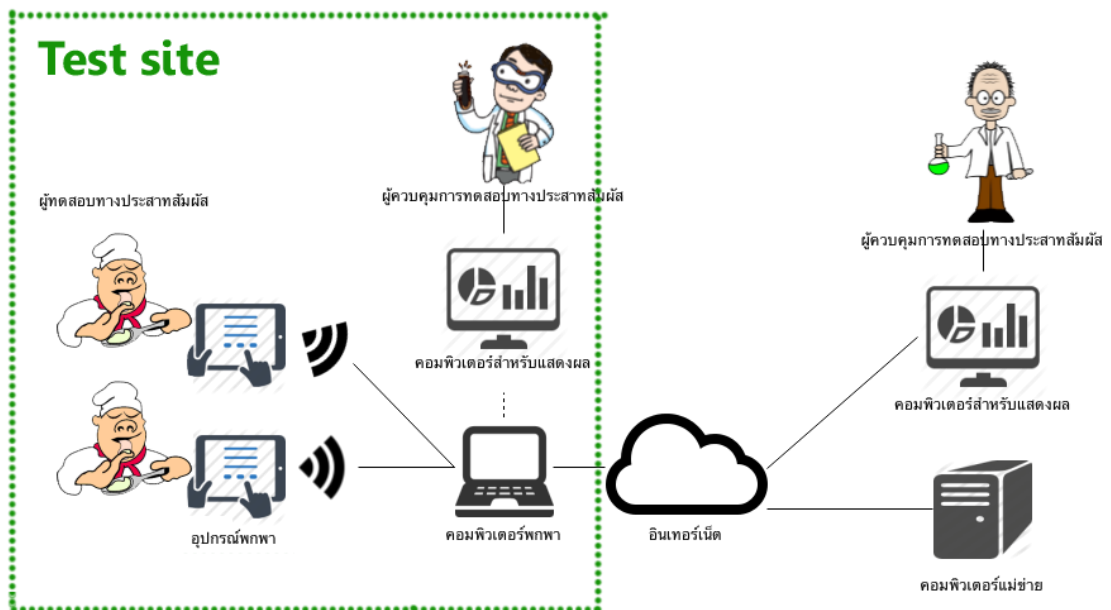 Test site
ผู้ควบคุมการทดสอบทางประสาทสัมผัส
ผู้ทดสอบทางประสาทสัมผัส
ผู้ควบคุมการทดสอบทางประสาทสัมผัส
คอมพิวเตอร์สำหรับแสดงผล
คอมพิวเตอร์สำหรับแสดงผล
อุปกรณ์พกพา
คอมพิวเตอร์พกพา
อินเทอร์เน็ต
คอมพิวเตอร์แม่ข่าย